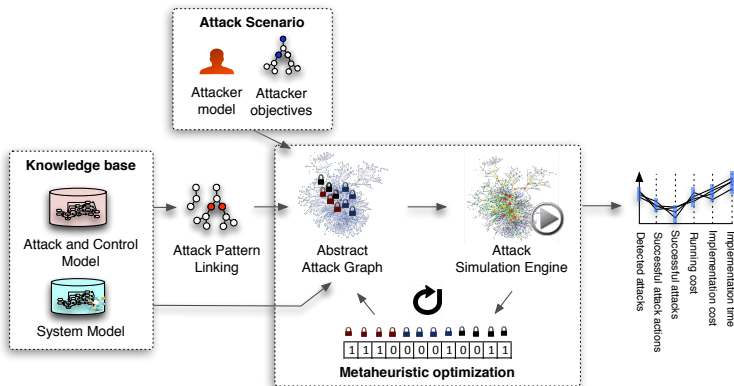 Attack Scenario
Attacker
model
Attacker
objectives
Knowledge base
Attack and Control
Model
System Model
Attack Pattern
Linking
Abstract
Attack Graph
Attack
Simulation Engine
1 1 1 0 0 0 0 1 0 1 1
Metaheuristic optimization
Detected attacks
Successful attack actions
Successful attacks
Running cost
Implementation cost
Implementation time